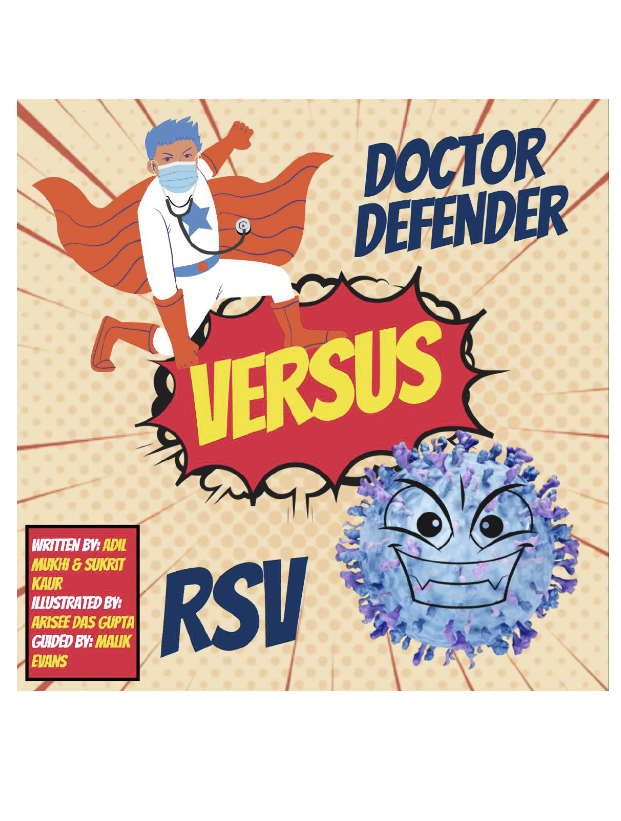 DOCTOR
DEFENDER
VERSUS
RSV
WRITTEN BY: ADIL
MUKHI & SUKRIT
KAUR
ILLUSTRATED BY:
ARISEE DAS GUPTA
GUIDED BY: MALIK
EVANS